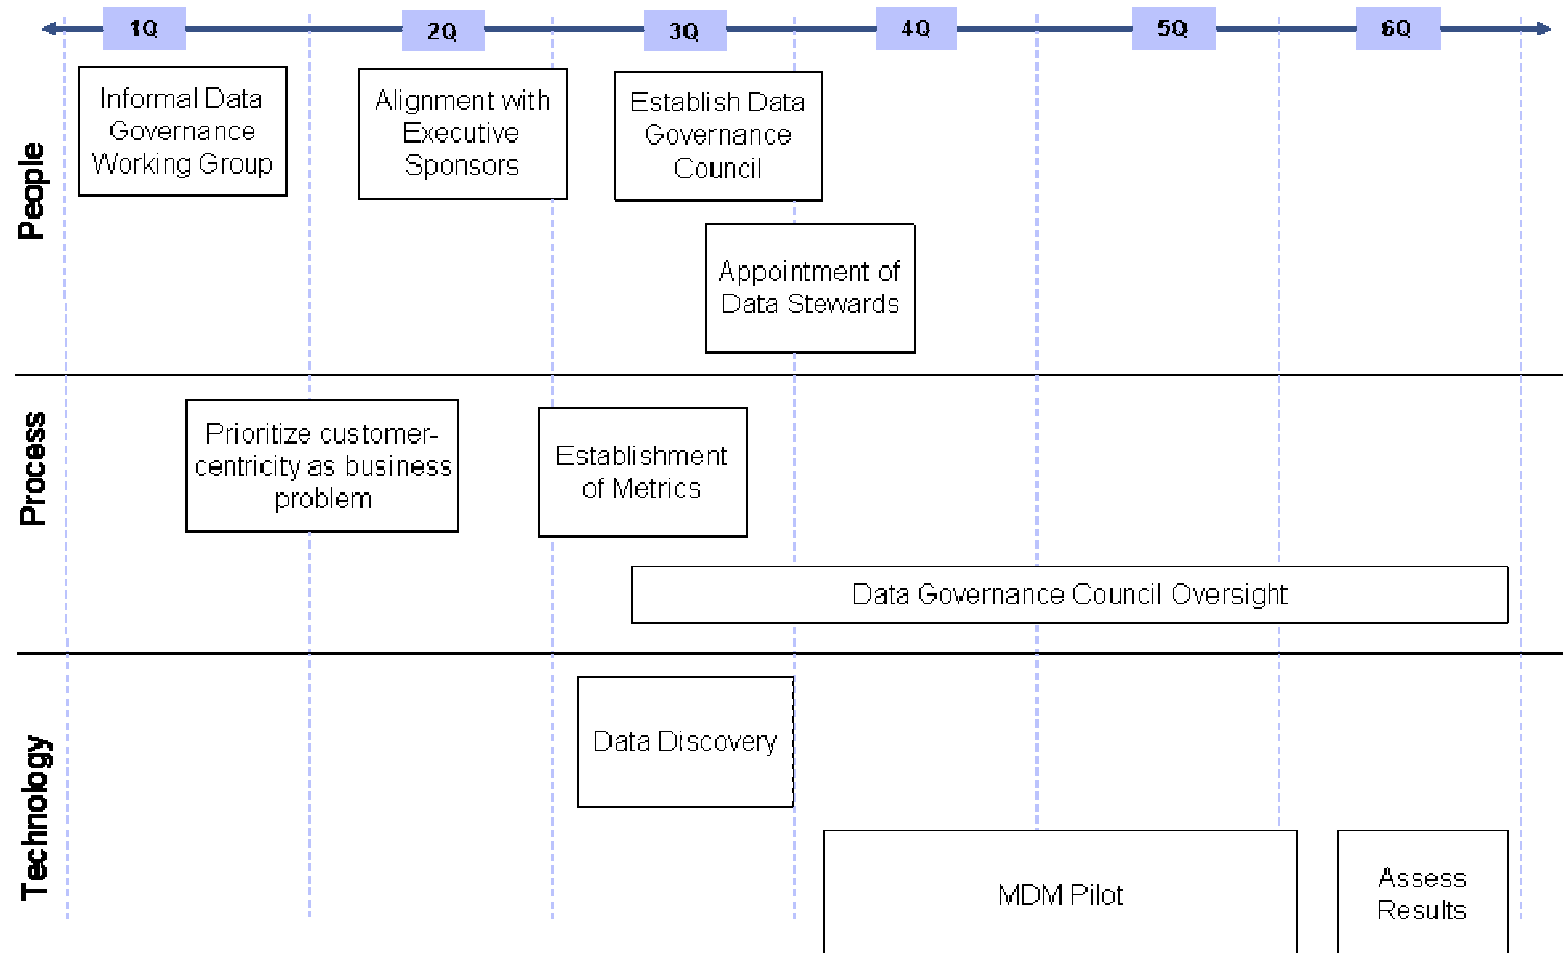 1Q
2Q
3Q
4Q
5Q
6Q
People
Informal Data
Governance
Working Group
Alignment with
Executive
Sponsors
Establish Data
Governance
Council
Appointment of
Data Stewards
Process
Prioritize customer-
centricity as business
problem
Establishment
of Metrics
Data Governance Council Oversight
Technology
Data Discovery
MDM Pilot
Assess
Results